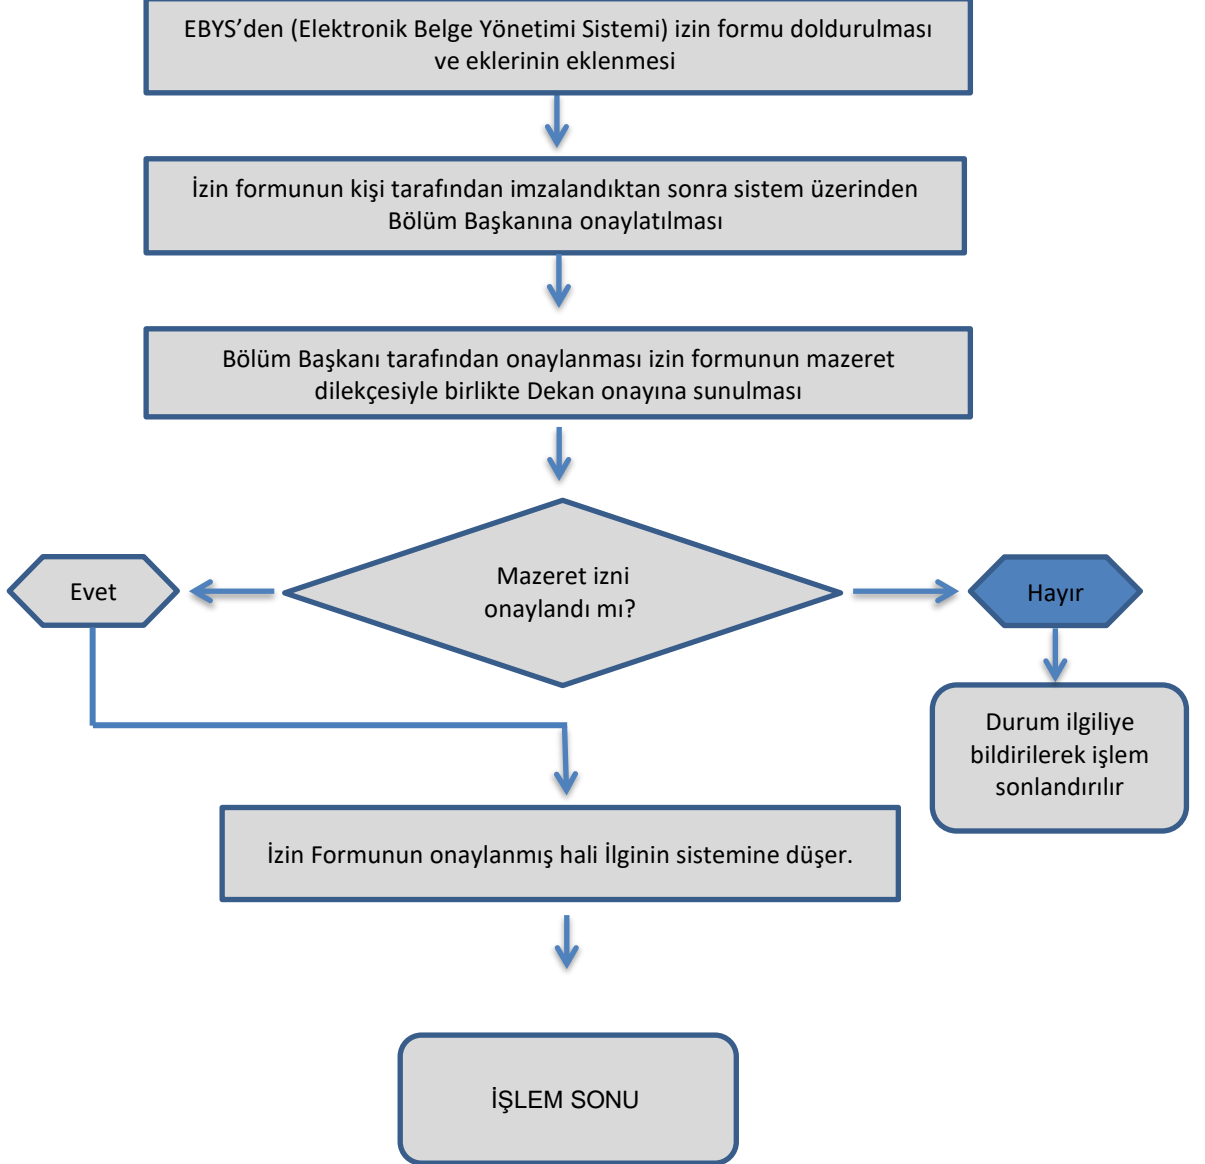 EBYS’den (Elektronik Belge Yönetimi Sistemi) izin formu doldurulması
ve eklerinin eklenmesi
İzin formunun kişi tarafından imzalandıktan sonra sistem üzerinden
Bölüm Başkanına onaylatılması
Bölüm Başkanı tarafından onaylanması izin formunun mazeret
dilekçesiyle birlikte Dekan onayına sunulması
Mazeret izni
onaylandı mı?
Evet
Hayır
Durum ilgiliye
bildirilerek işlem
sonlandırılır
İzin Formunun onaylanmış hali İlginin sistemine düşer.
İŞLEM SONU